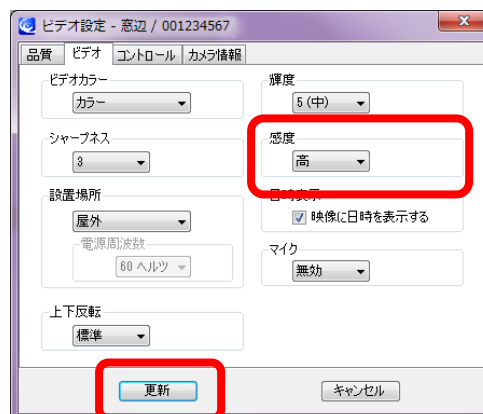 ビデオ設定 - 窓辺 / 001234567
品質 ビデオ コントロール カメラ情報
ビデオカラー
カラー
輝度
5 (中)
シャープネス
3
感度
高
設置場所
屋外
電源周波数
60 ヘルツ
日時表示
映像に日時を表示する
マイク
無効
上下反転
標準
更新 キャンセル